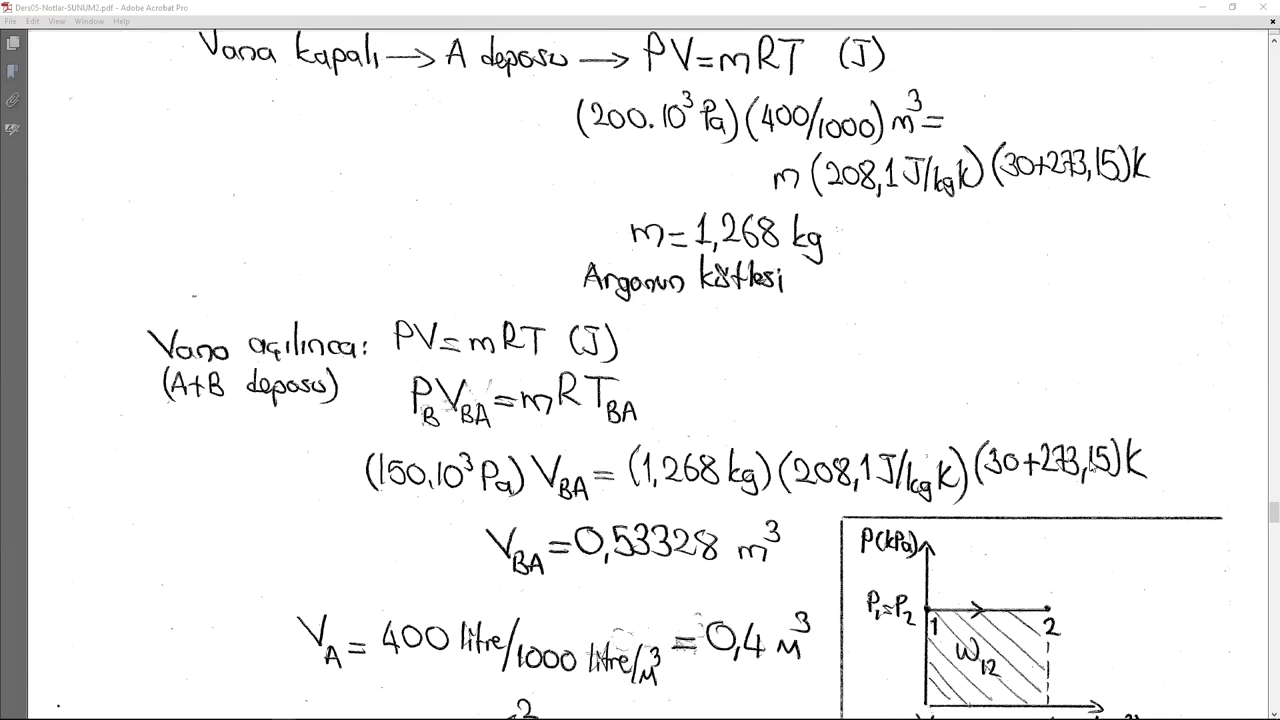 Ders05-Notlar-SUNUM2.pdf - Adobe Acrobat Pro
File Edit View Window Help
Vana kapalı → A deposu → PV=mRT (J)
(200.10³ Pa)(400/1000) m³=
m (208,1 J/kgK)(30+273,15)K
m=1,268 kg
Argonun kütlesi
Vana açılınca: PV=mRT (J)
(A+B deposu) P_B V_BA=mRT_BA
(150.10³ Pa) V_BA = (1,268 kg)(208,1 J/kgK)(30+273,15)K
V_BA=0,53328 m³
V_A = 400 litre/1000 litre/m³ = 0,4 m³
P(kPa)
P₁=P₂
1 2
W₁₂
2